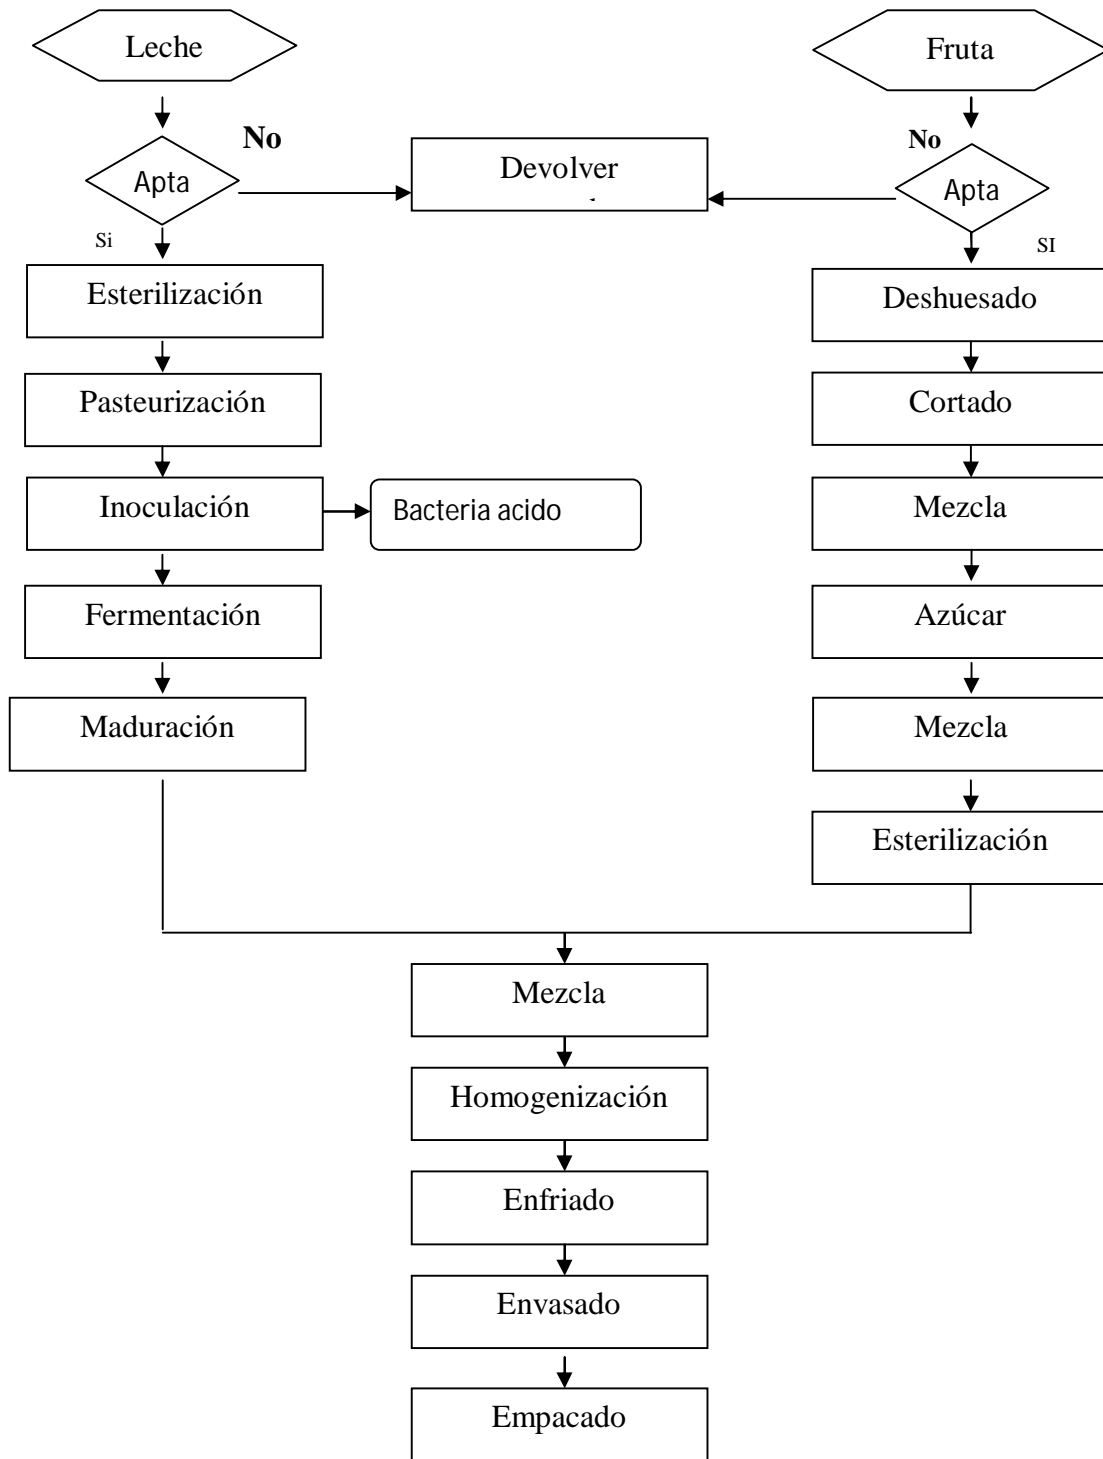 Leche
Fruta
No
No
Apta
Devolver
Apta
Si
SI
Esterilización
Deshuesado
Pasteurización
Cortado
Inoculación
Bacteria acido
Mezcla
Fermentación
Azúcar
Maduración
Mezcla
Esterilización
Mezcla
Homogenización
Enfriado
Envasado
Empacado